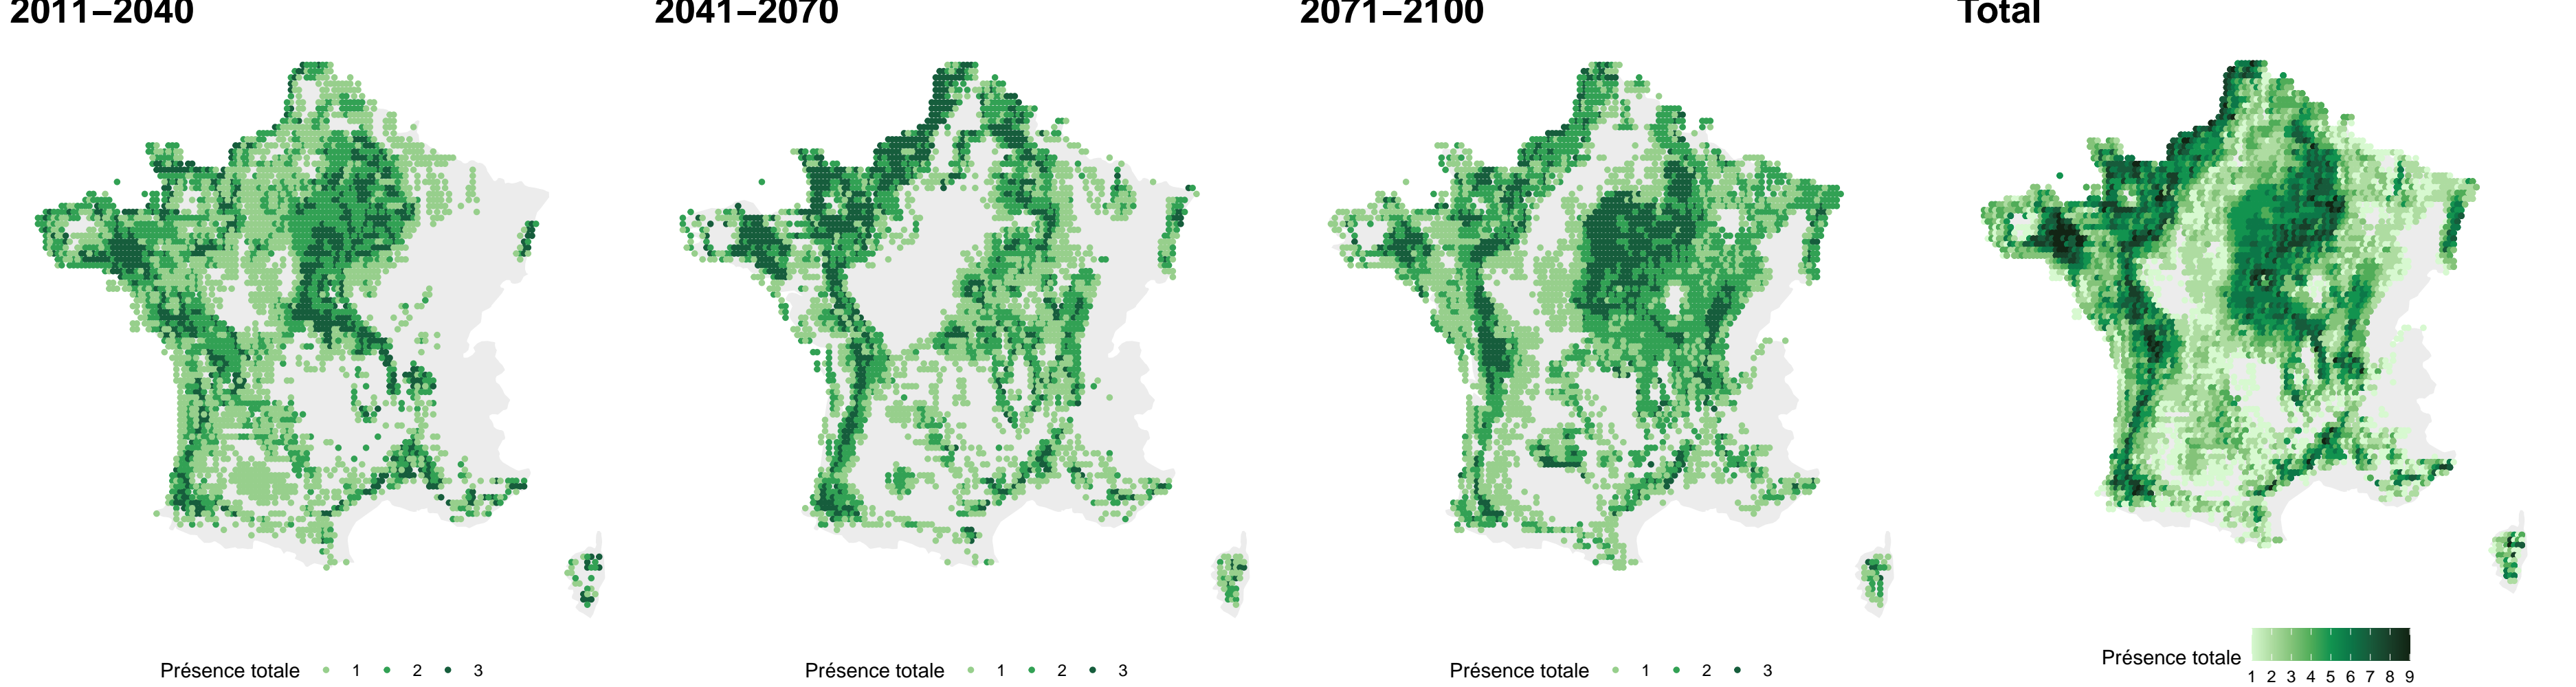 2011–2040
2041–2070
2071–2100
Total
Présence totale 1 2 3
Présence totale 1 2 3
Présence totale 1 2 3
Présence totale
1 2 3 4 5 6 7 8 9